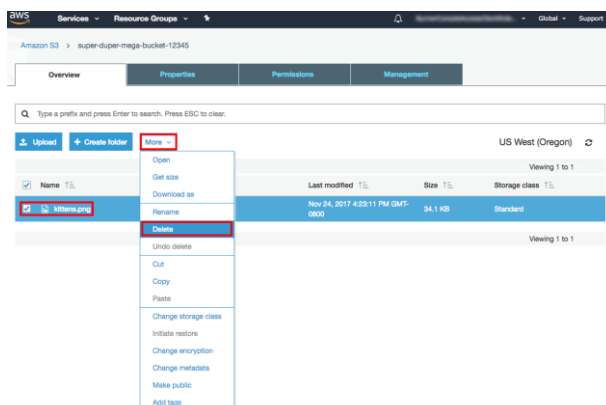 aws Services Resource Groups Global Support
Amazon S3 > super-duper-mega-bucket-12345
Overview Properties Permissions Management
Type a prefix and press Enter to search. Press ESC to clear.
Upload + Create folder More US West (Oregon)
Viewing 1 to 1
Name Last modified Size Storage class
kittens.png Nov 24, 2017 4:23:11 PM GMT-0800 34.1 KB Standard
Viewing 1 to 1
Open
Get size
Download as
Rename
Delete
Undo delete
Cut
Copy
Paste
Change storage class
Initiate restore
Change encryption
Change metadata
Make public
Add tags